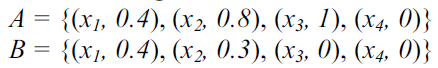 A = {(x1, 0.4), (x2, 0.8), (x3, 1), (x4, 0)}
B = {(x1, 0.4), (x2, 0.3), (x3, 0), (x4, 0)}